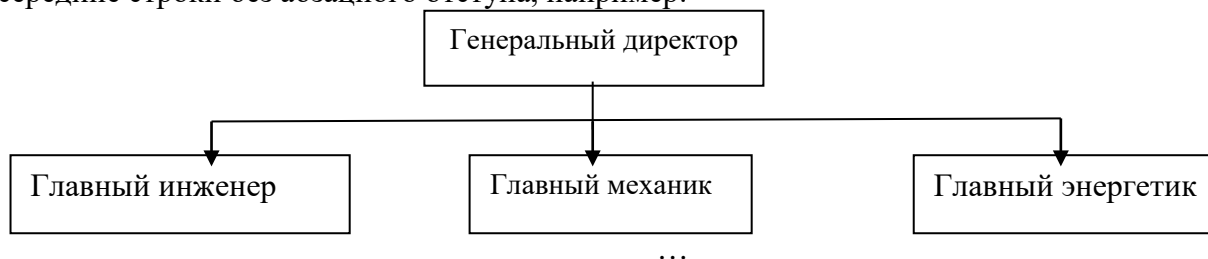 середине строки без абзацного отступа, например:
Генеральный директор
Главный инженер
Главный механик
Главный энергетик
…